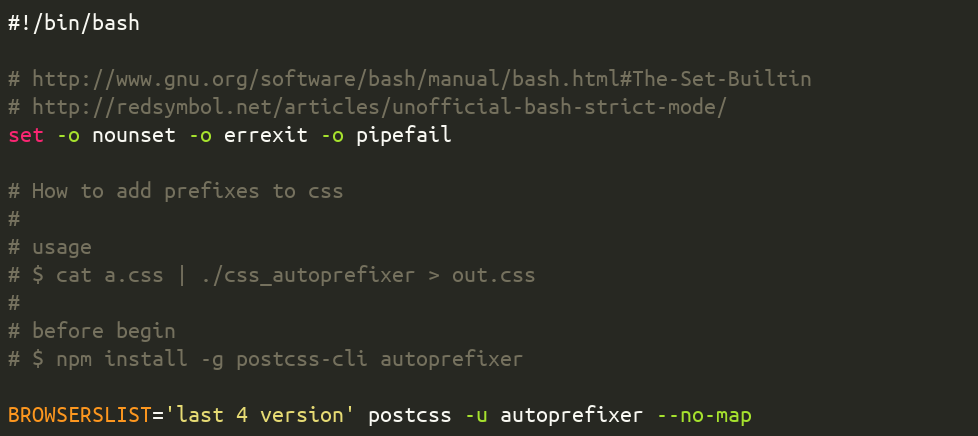 #!/bin/bash

# http://www.gnu.org/software/bash/manual/bash.html#The-Set-Builtin
# http://redsymbol.net/articles/unofficial-bash-strict-mode/
set -o nounset -o errexit -o pipefail

# How to add prefixes to css
#
# usage
# $ cat a.css | ./css_autoprefixer > out.css
#
# before begin
# $ npm install -g postcss-cli autoprefixer

BROWSERSLIST='last 4 version' postcss -u autoprefixer --no-map